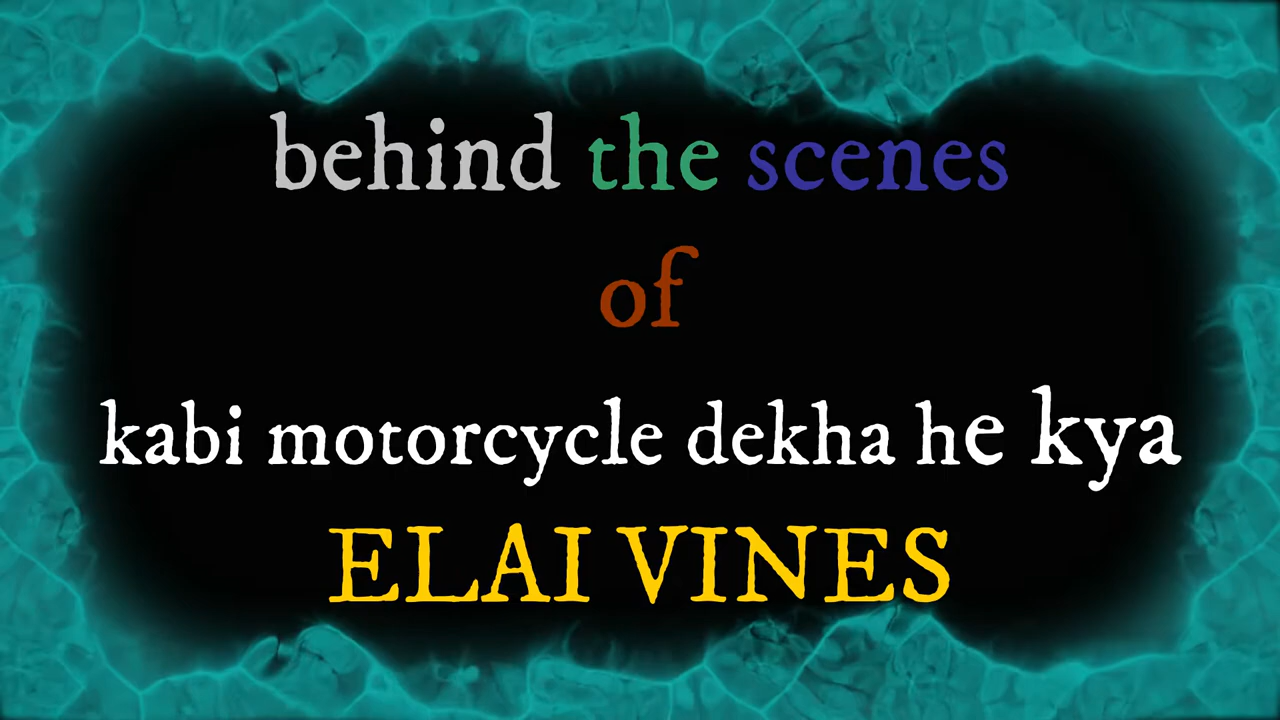 behind the scenes
of
kabi motorcycle dekha he kya
ELAI VINES